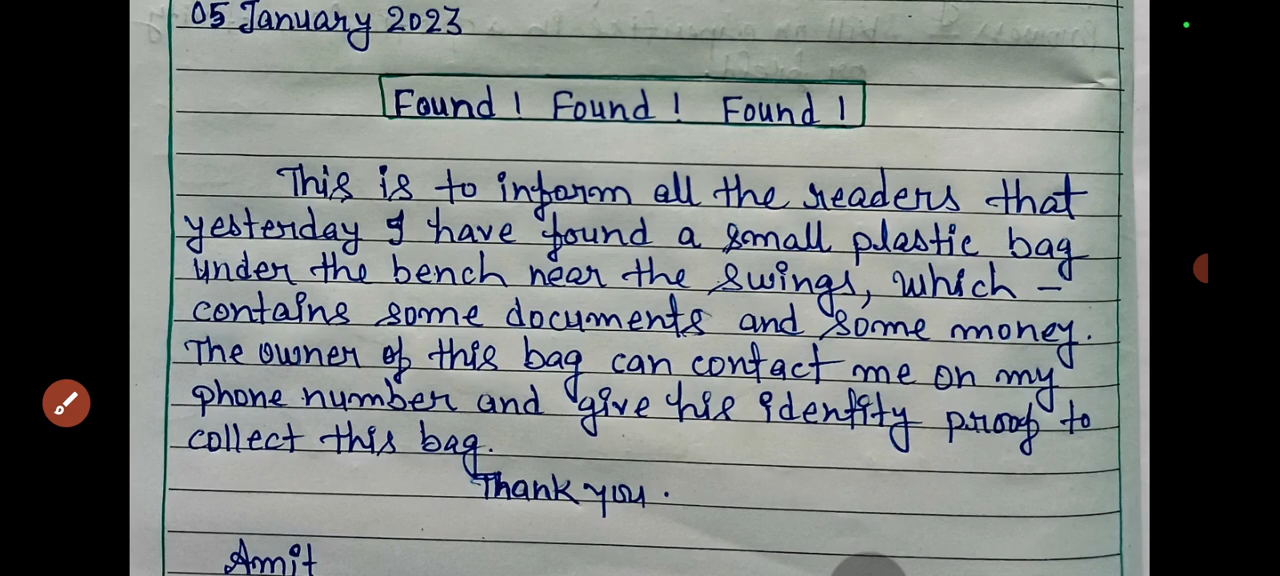 05 January 2023
Found! Found! Found!
This is to inform all the readers that
yesterday I have found a small plastic bag
under the bench near the swings, which -
contains some documents and some money.
The owner of this bag can contact me on my
phone number and give his identity proof to
collect this bag.
Thank you.
Amit